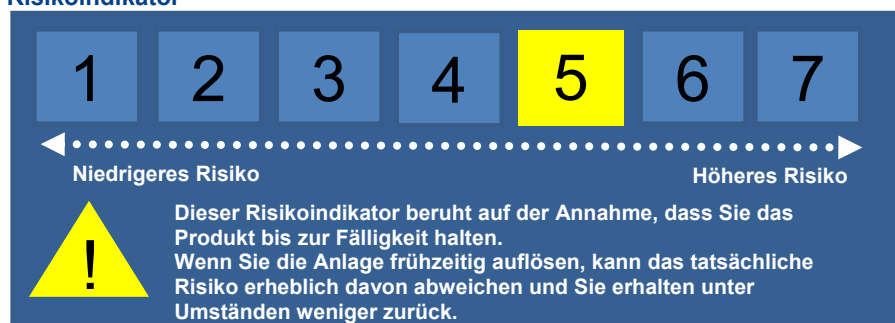 Risikoindikator
1 2 3 4 5 6 7
Niedrigeres Risiko Höheres Risiko
!
Dieser Risikoindikator beruht auf der Annahme, dass Sie das
Produkt bis zur Fälligkeit halten.
Wenn Sie die Anlage frühzeitig auflösen, kann das tatsächliche
Risiko erheblich davon abweichen und Sie erhalten unter
Umständen weniger zurück.